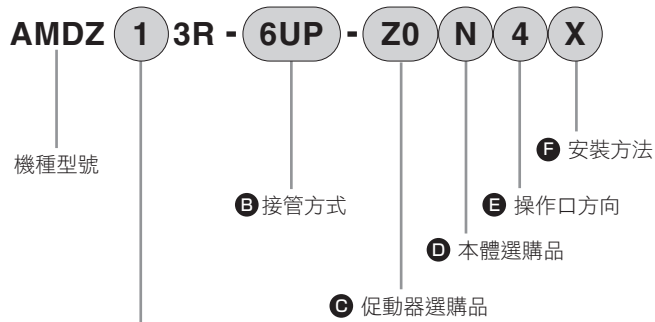 AMDZ 1 3R - 6UP - Z0 N 4 X
機種型號
F 安裝方法
B 接管方式
E 操作口方向
D 本體選購品
C 促動器選購品